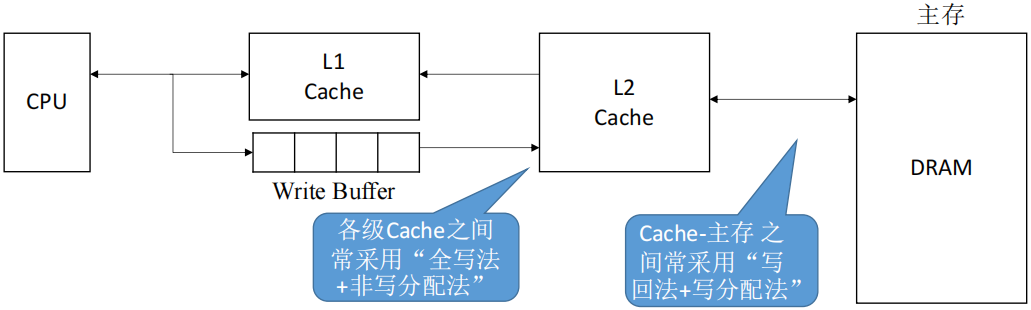 主存
CPU
L1
Cache
L2
Cache
DRAM
Write Buffer
各级Cache之间
常采用“全写法
+非写分配法”
Cache-主存 之
间常采用“写
回法+写分配法”